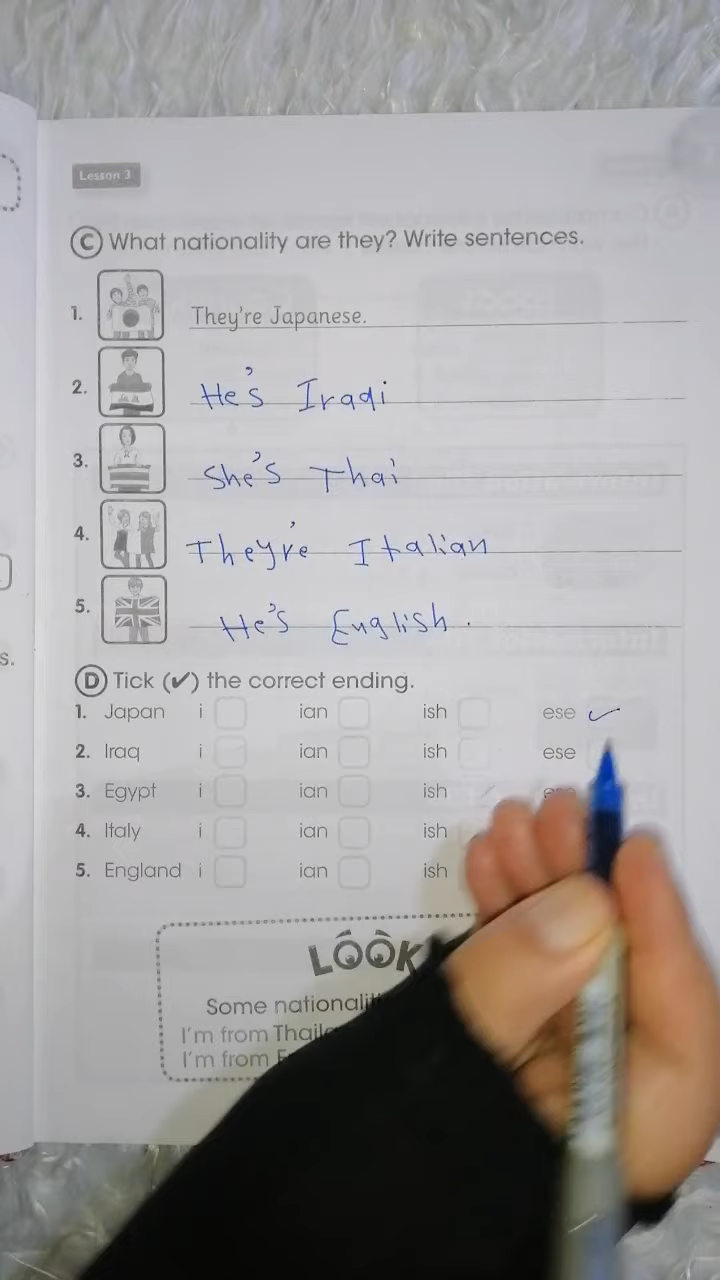 Lesson 3
C What nationality are they? Write sentences.
1. They're Japanese.
2. He's Iraqi
3. She's Thai
4. They're Italian
5. He's English.
D Tick (✓) the correct ending.
1. Japan i ian ish ese ✓
2. Iraq i ian ish ese
3. Egypt i ian ish ese
4. Italy i ian ish
5. England i ian ish
LOOK
Some
I'm from
I'm from
s.